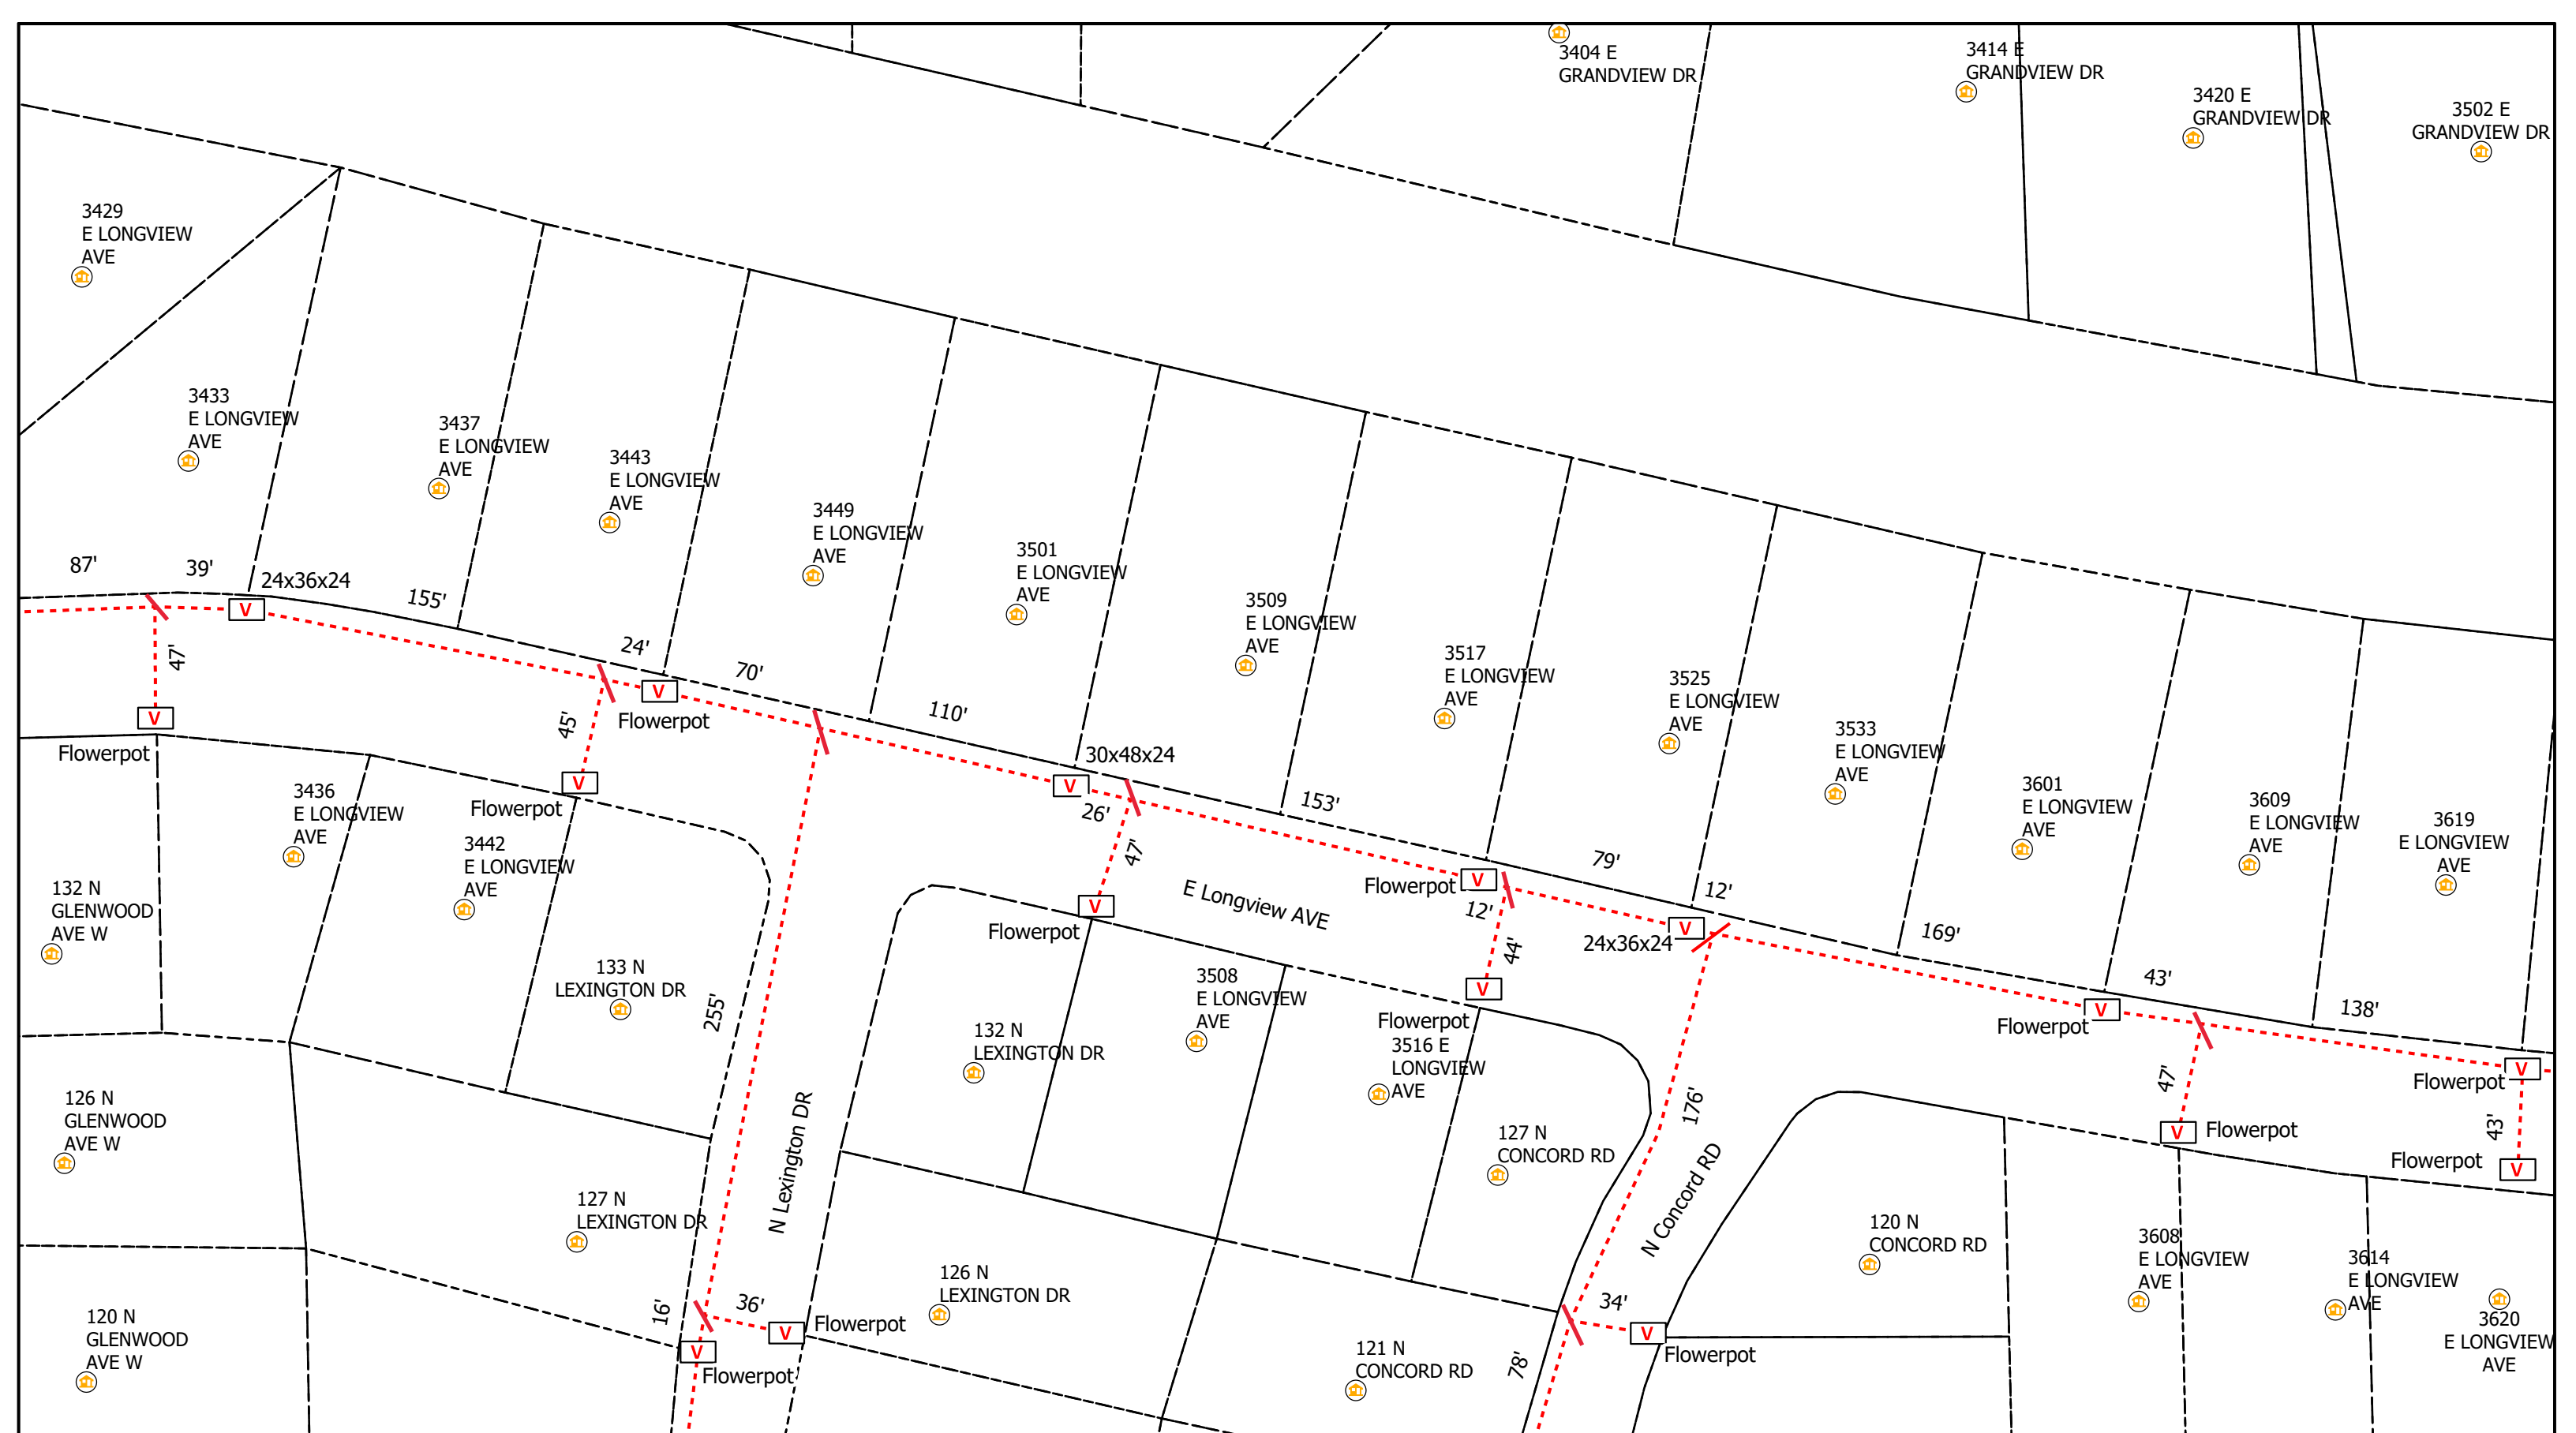 3404 E
GRANDVIEW DR
3414 E
GRANDVIEW DR
3420 E
GRANDVIEW DR
3502 E
GRANDVIEW DR
3429
E LONGVIEW
AVE
3433
E LONGVIEW
AVE
3437
E LONGVIEW
AVE
3443
E LONGVIEW
AVE
3449
E LONGVIEW
AVE
3501
E LONGVIEW
AVE
3509
E LONGVIEW
AVE
3517
E LONGVIEW
AVE
3525
E LONGVIEW
AVE
3533
E LONGVIEW
AVE
3601
E LONGVIEW
AVE
3609
E LONGVIEW
AVE
3619
E LONGVIEW
AVE
87'
39'
24x36x24
V
155'
47'
V
Flowerpot
24'
V
Flowerpot
70'
45'
V
Flowerpot
110'
30x48x24
V
26'
47'
V
Flowerpot
153'
E Longview AVE
Flowerpot
V
12'
44'
V
Flowerpot
79'
12'
V
24x36x24
169'
V
Flowerpot
43'
138'
47'
V
Flowerpot
V
Flowerpot
43'
Flowerpot
V
3436
E LONGVIEW
AVE
3442
E LONGVIEW
AVE
132 N
GLENWOOD
AVE W
133 N
LEXINGTON DR
255'
132 N
LEXINGTON DR
3508
E LONGVIEW
AVE
3516 E
LONGVIEW
AVE
126 N
GLENWOOD
AVE W
N Lexington DR
127 N
CONCORD RD
176'
N Concord RD
127 N
LEXINGTON DR
120 N
CONCORD RD
3608
E LONGVIEW
AVE
3614
E LONGVIEW
AVE
3620
E LONGVIEW
AVE
120 N
GLENWOOD
AVE W
16'
36'
V
Flowerpot
V
Flowerpot
126 N
LEXINGTON DR
121 N
CONCORD RD
78'
34'
V
Flowerpot